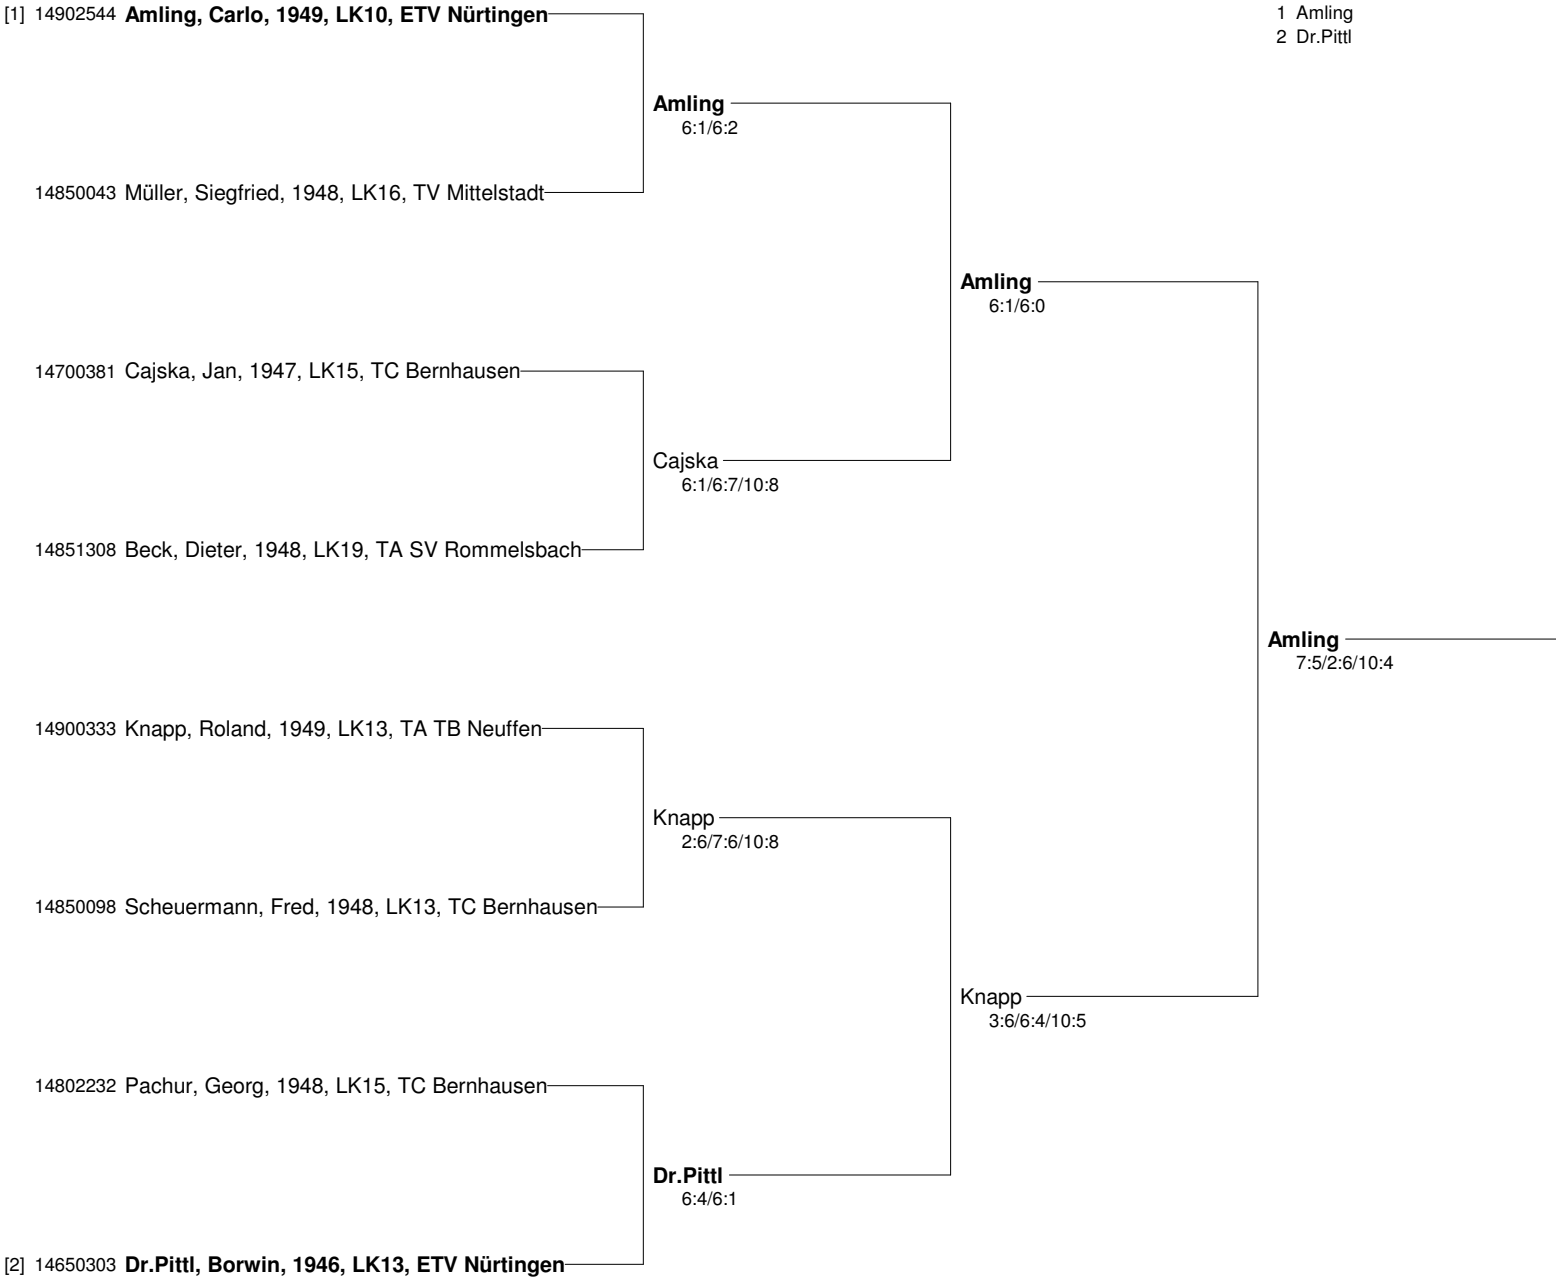 [1] 14902544 Amling, Carlo, 1949, LK10, ETV Nürtingen
1 Amling
2 Dr.Pittl
Amling
6:1/6:2
14850043 Müller, Siegfried, 1948, LK16, TV Mittelstadt
Amling
6:1/6:0
14700381 Cajska, Jan, 1947, LK15, TC Bernhausen
Cajska
6:1/6:7/10:8
14851308 Beck, Dieter, 1948, LK19, TA SV Rommelsbach
Amling
7:5/2:6/10:4
14900333 Knapp, Roland, 1949, LK13, TA TB Neuffen
Knapp
2:6/7:6/10:8
14850098 Scheuermann, Fred, 1948, LK13, TC Bernhausen
Knapp
3:6/6:4/10:5
14802232 Pachur, Georg, 1948, LK15, TC Bernhausen
Dr.Pittl
6:4/6:1
[2] 14650303 Dr.Pittl, Borwin, 1946, LK13, ETV Nürtingen